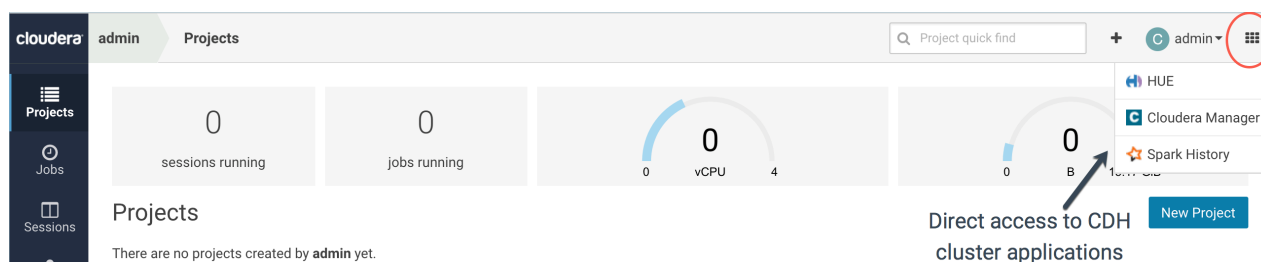 cloudera
admin
Projects
Project quick find
C admin
HUE
Cloudera Manager
Spark History
Projects
Jobs
Sessions
0
sessions running
0
jobs running
0
0 vCPU 4
0
0 B
Projects
New Project
There are no projects created by admin yet.
Direct access to CDH
cluster applications